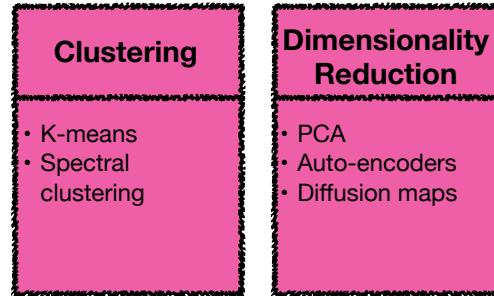 Clustering
• K-means
• Spectral
clustering
Dimensionality
Reduction
• PCA
• Auto-encoders
• Diffusion maps